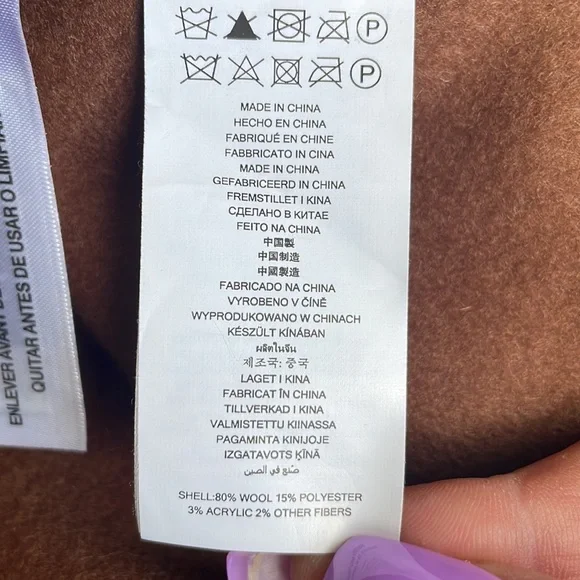 P
P
MADE IN CHINA
HECHO EN CHINA
FABRIQUÉ EN CHINE
FABBRICATO IN CINA
MADE IN CHINA
GEFABRICEERD IN CHINA
FREMSTILLET I KINA
СДЕЛАНО В КИТАЕ
FEITO NA CHINA
中国製
中国制造
中國製造
FABRICADO NA CHINA
VYROBENO V ČÍNĚ
WYPRODUKOWANO W CHINACH
KÉSZÜLT KÍNÁBAN
ผลิตในจีน
제조국: 중국
LAGET I KINA
FABRICAT ÎN CHINA
TILLVERKAD I KINA
VALMISTETTU KIINASSA
PAGAMINTA KINIJOJE
IZGATAVOTS ĶĪNĀ
صُنع في الصين
SHELL:80% WOOL 15% POLYESTER
3% ACRYLIC 2% OTHER FIBERS
ENLEVER AVANT
QUITAR ANTES DE USAR O